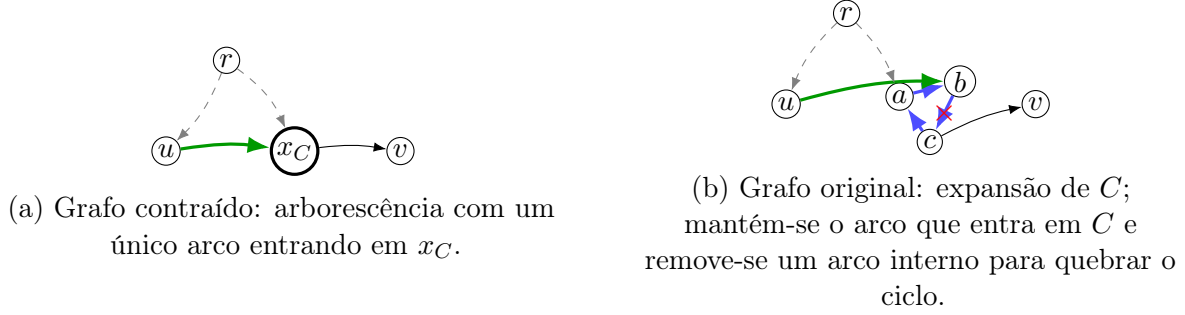 r
u
x_C
v
(a) Grafo contraído: arborescência com um
único arco entrando em x_C.
r
u
a
b
c
v
(b) Grafo original: expansão de C;
mantém-se o arco que entra em C e
remove-se um arco interno para quebrar o
ciclo.